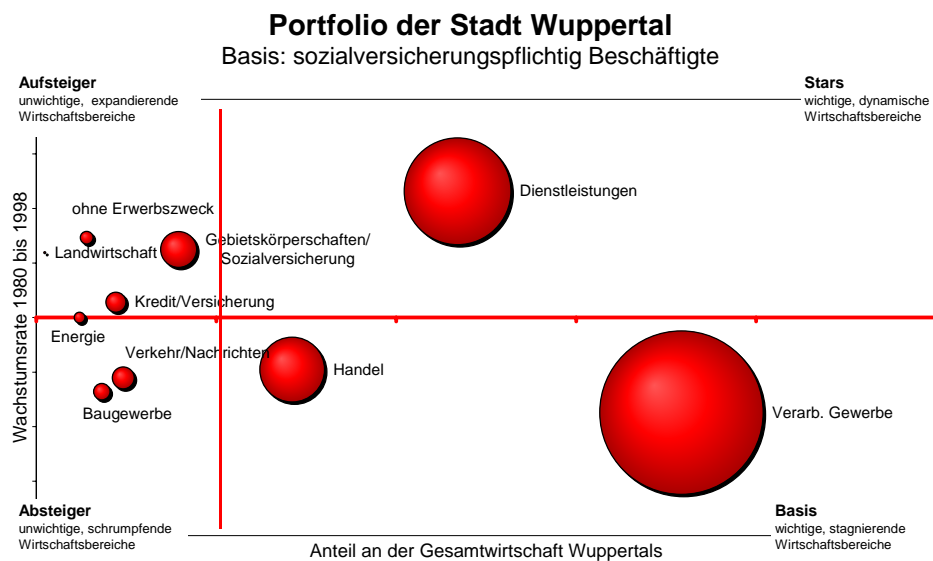 Portfolio der Stadt Wuppertal
Basis: sozialversicherungspflichtig Beschäftigte
Aufsteiger
unwichtige, expandierende
Wirtschaftsbereiche
Stars
wichtige, dynamische
Wirtschaftsbereiche
Wachstumsrate 1980 bis 1998
Dienstleistungen
ohne Erwerbszweck
Landwirtschaft
Gebietskörperschaften/
Sozialversicherung
Kredit/Versicherung
Energie
Verkehr/Nachrichten
Handel
Baugewerbe
Verarb. Gewerbe
Absteiger
unwichtige, schrumpfende
Wirtschaftsbereiche
Basis
wichtige, stagnierende
Wirtschaftsbereiche
Anteil an der Gesamtwirtschaft Wuppertals